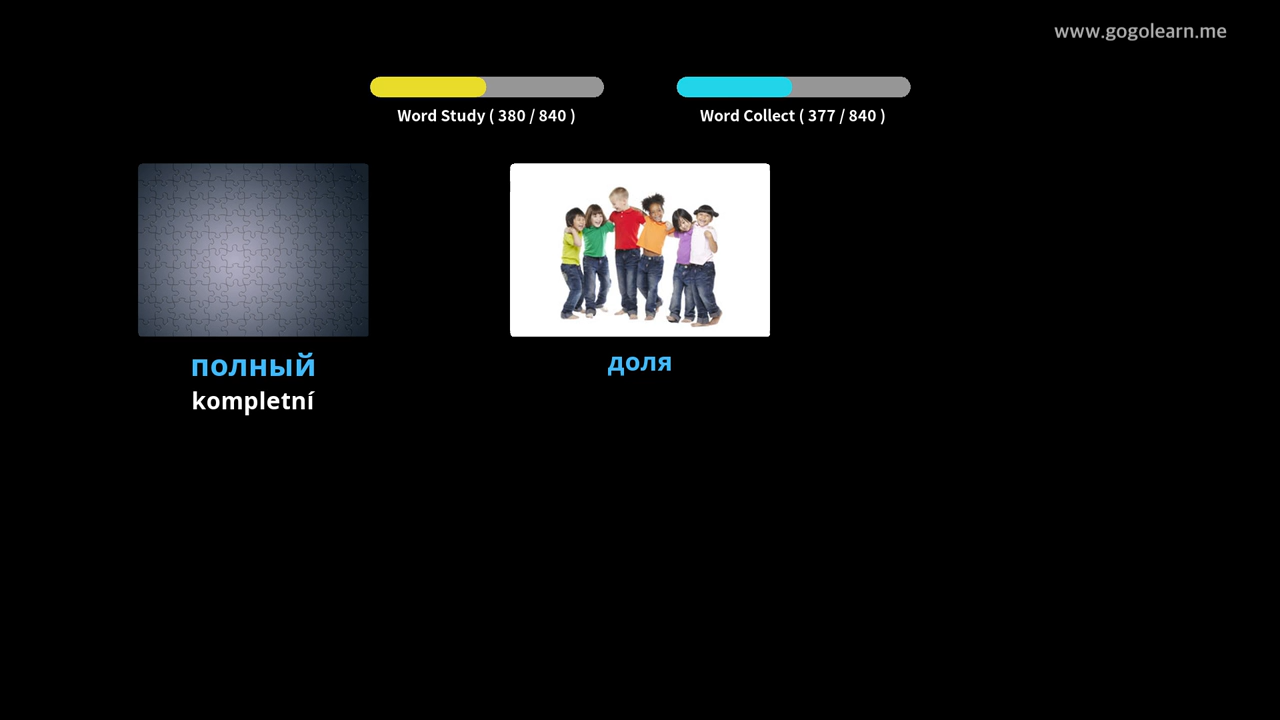 www.gogolearn.me
Word Study ( 380 / 840 )
Word Collect ( 377 / 840 )
полный
kompletní
доля